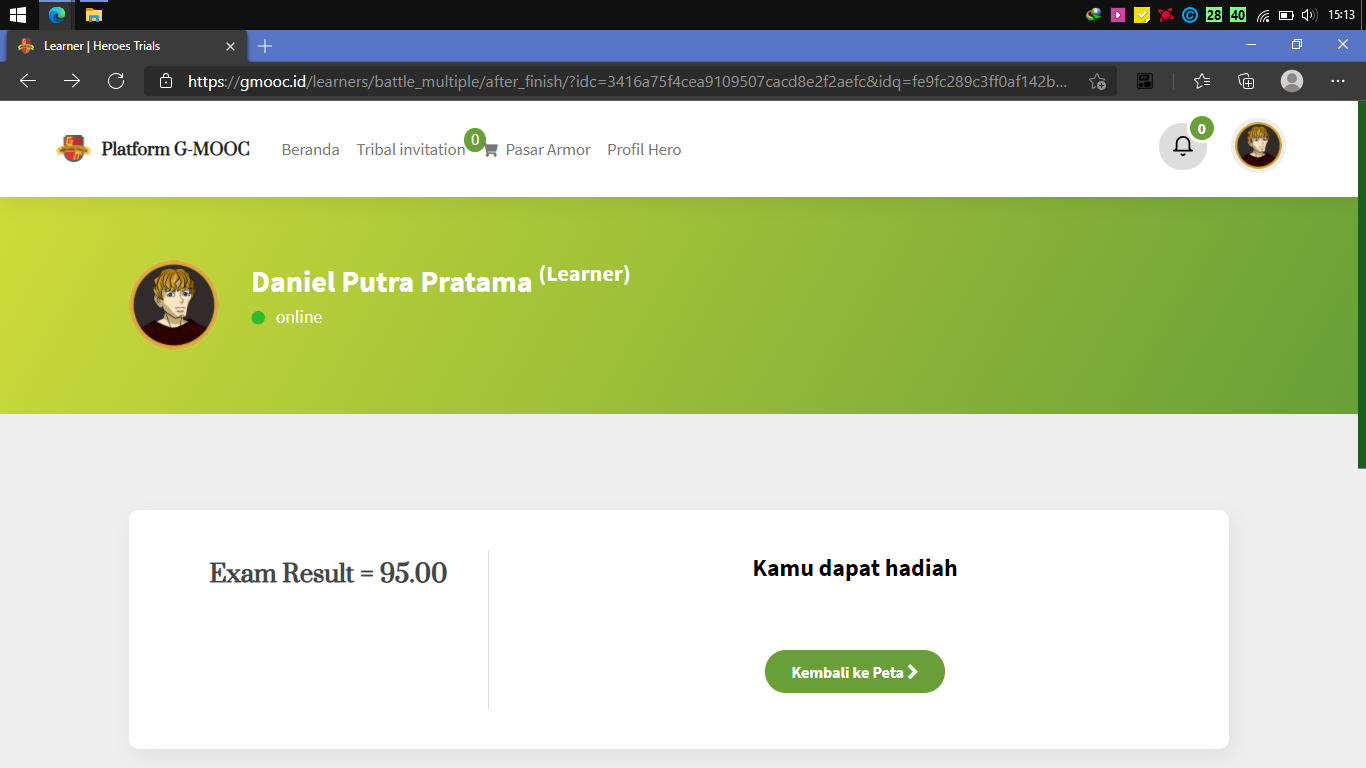 28 40 15:13
Learner | Heroes Trials
https://gmooc.id/learners/battle_multiple/after_finish/?idc=3416a75f4cea9109507cacd8e2f2aefc&idq=fe9fc289c3ff0af142b...
Platform G-MOOC Beranda Tribal invitation 0 Pasar Armor Profil Hero 0
Daniel Putra Pratama (Learner)
online
Exam Result = 95.00
Kamu dapat hadiah
Kembali ke Peta